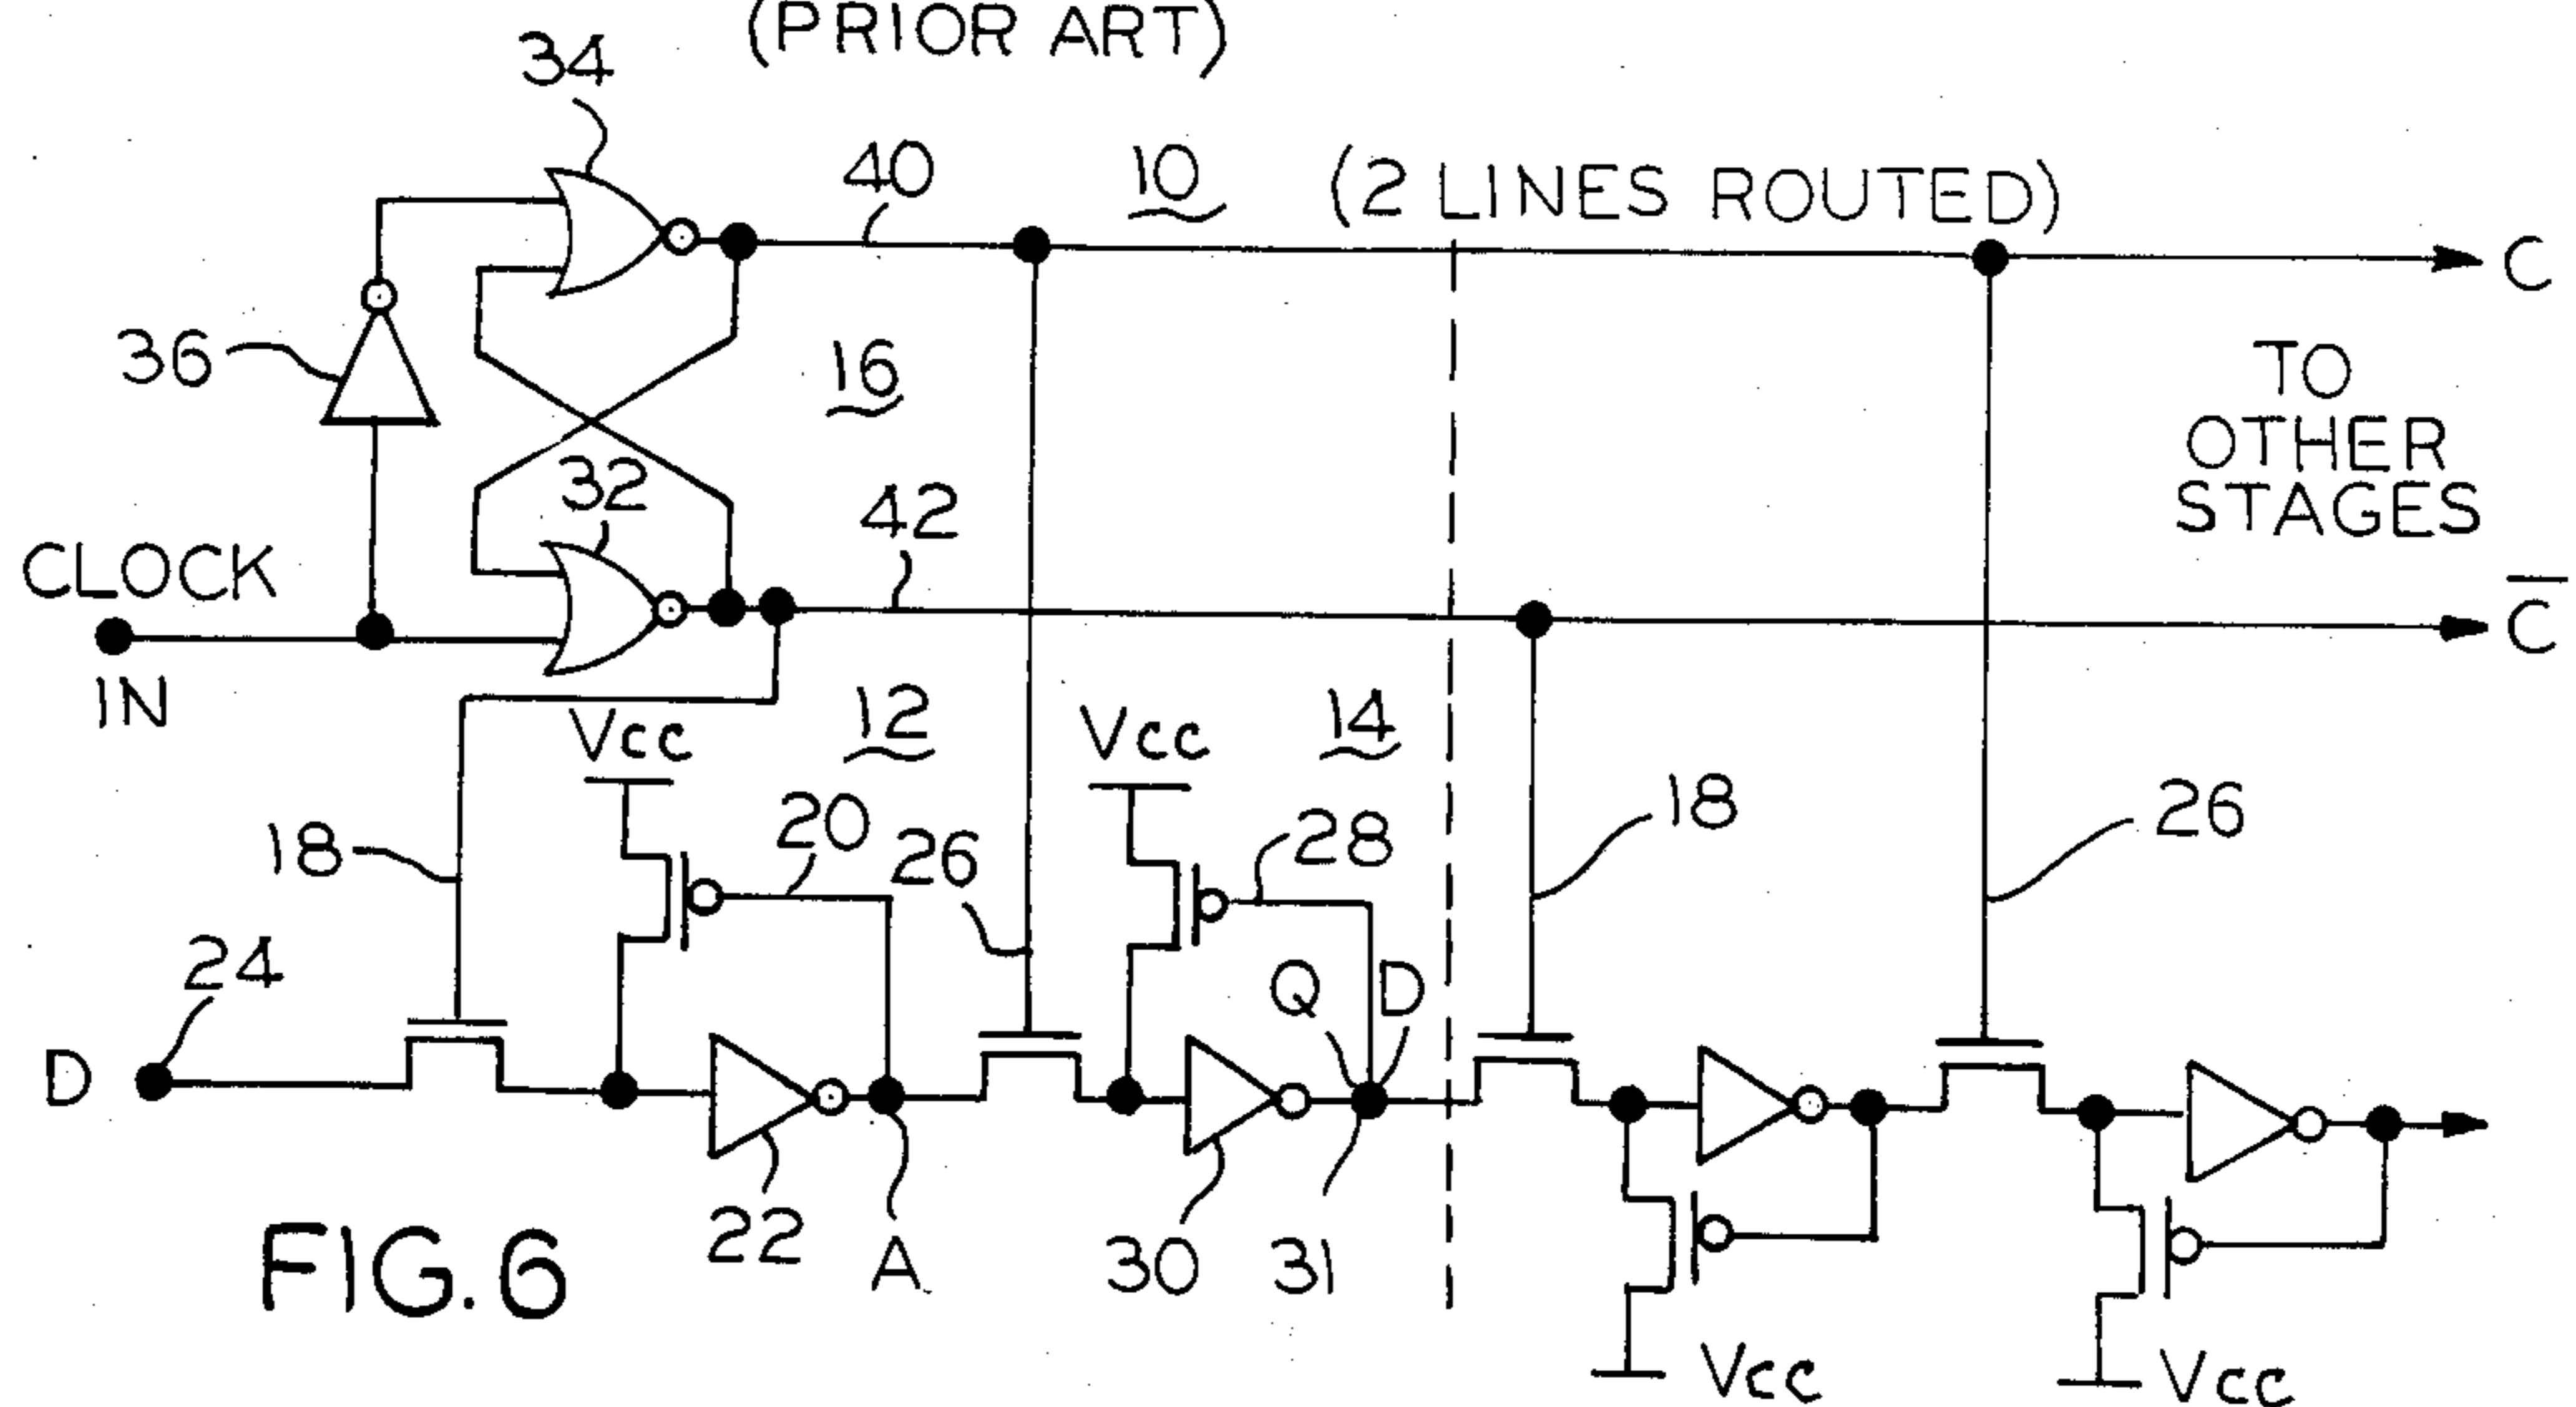 (PRIOR ART)
34
40
10
(2 LINES ROUTED)
C
36
16
TO
OTHER
STAGES
32
42
CLOCK
IN
C̅
12
14
Vcc
Vcc
18
20
26
28
18
26
24
Q
D
D
22
A
30
31
FIG. 6
Vcc
Vcc